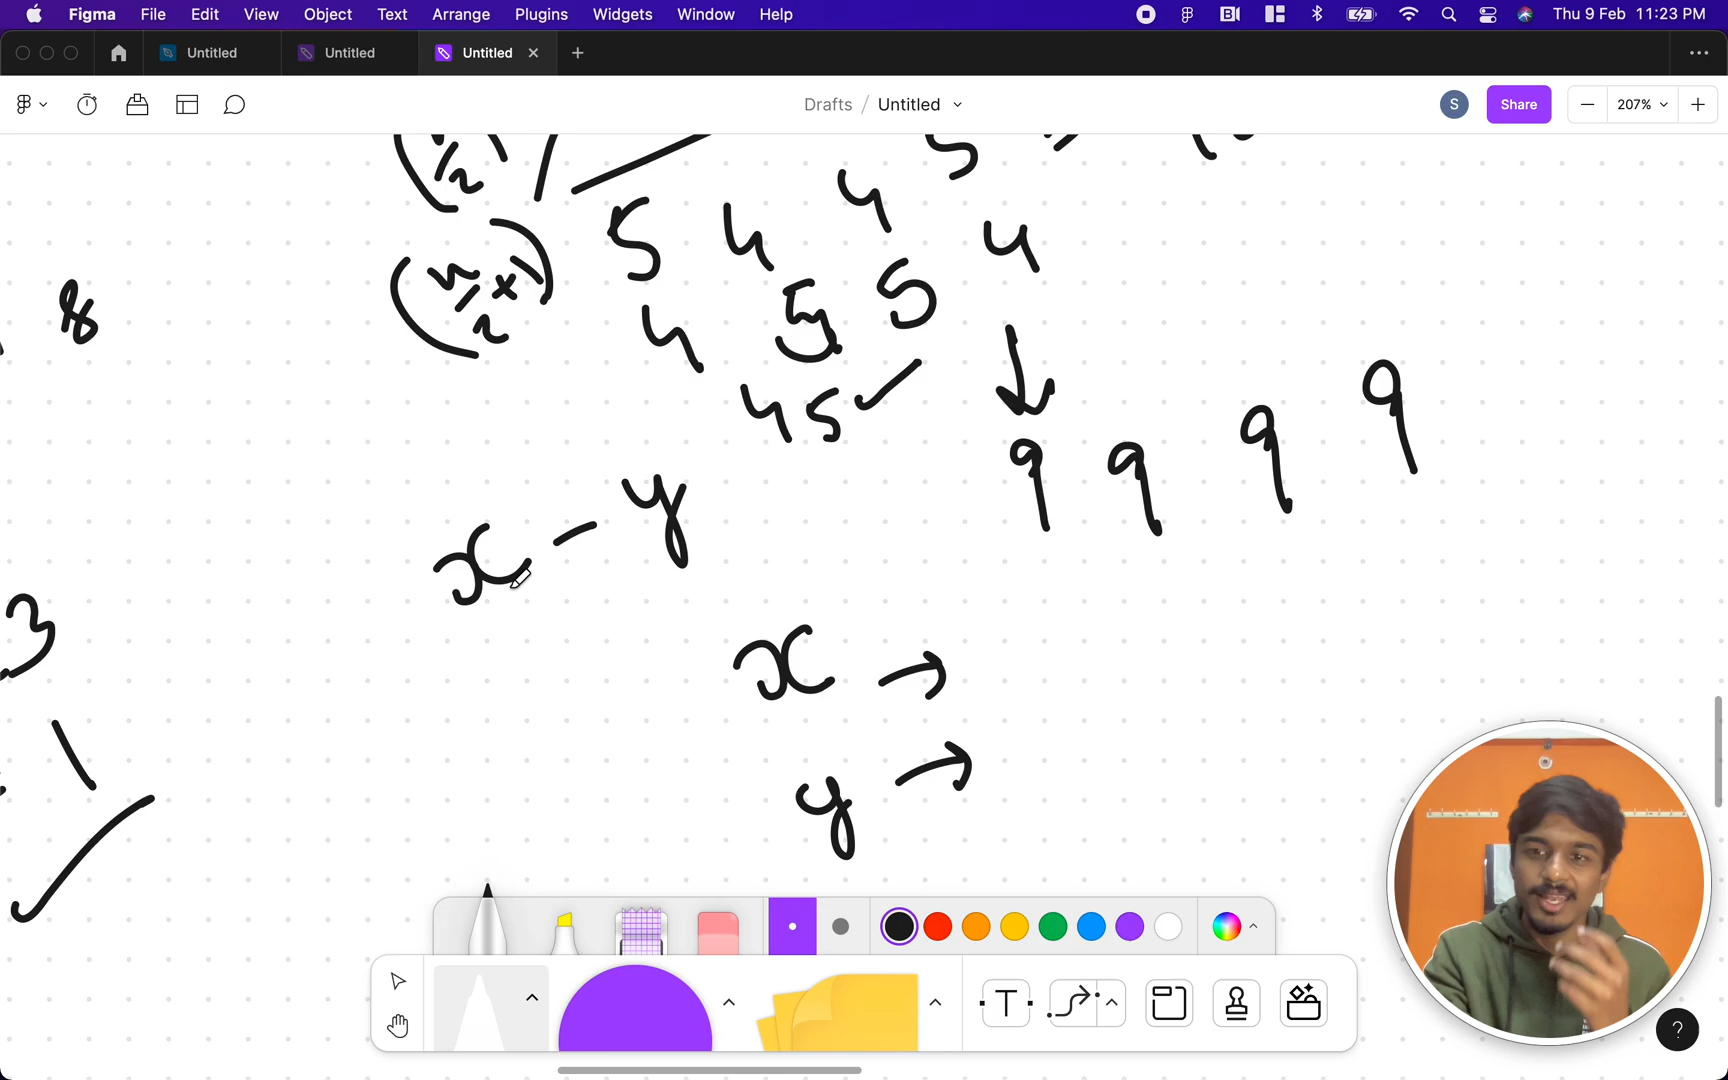 Figma File Edit View Object Text Arrange Plugins Widgets Window Help Thu 9 Feb 11:23 PM
Untitled Untitled Untitled
Drafts / Untitled S Share 207%
5 4 4 5 4
8 4 5 5
45 9 9 9 9
x - y
3 x →
1 y →
T
?